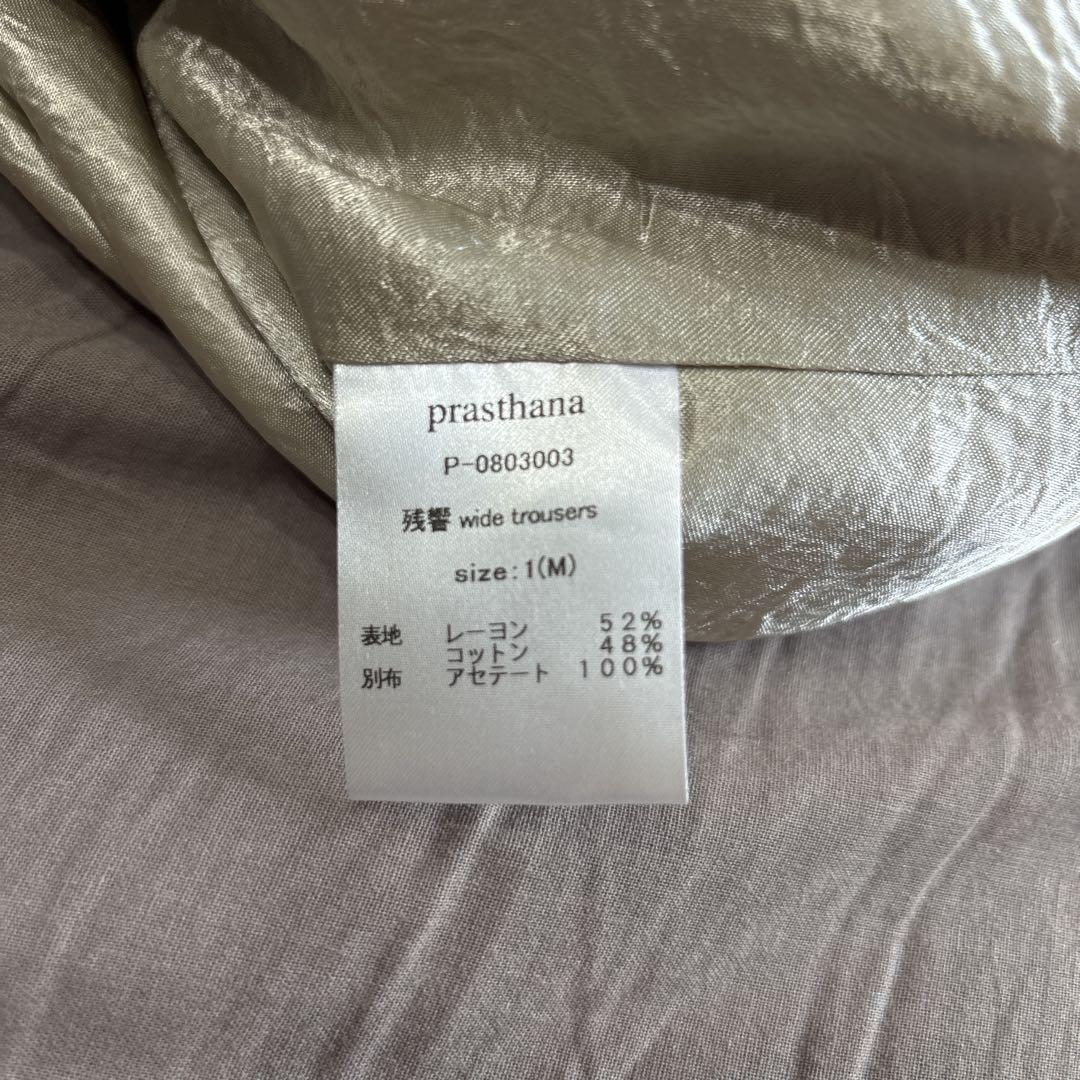 prasthana
P-0803003
残響 wide trousers
size:1(M)
表地 レーヨン 52%
コットン 48%
別布 アセテート 100%